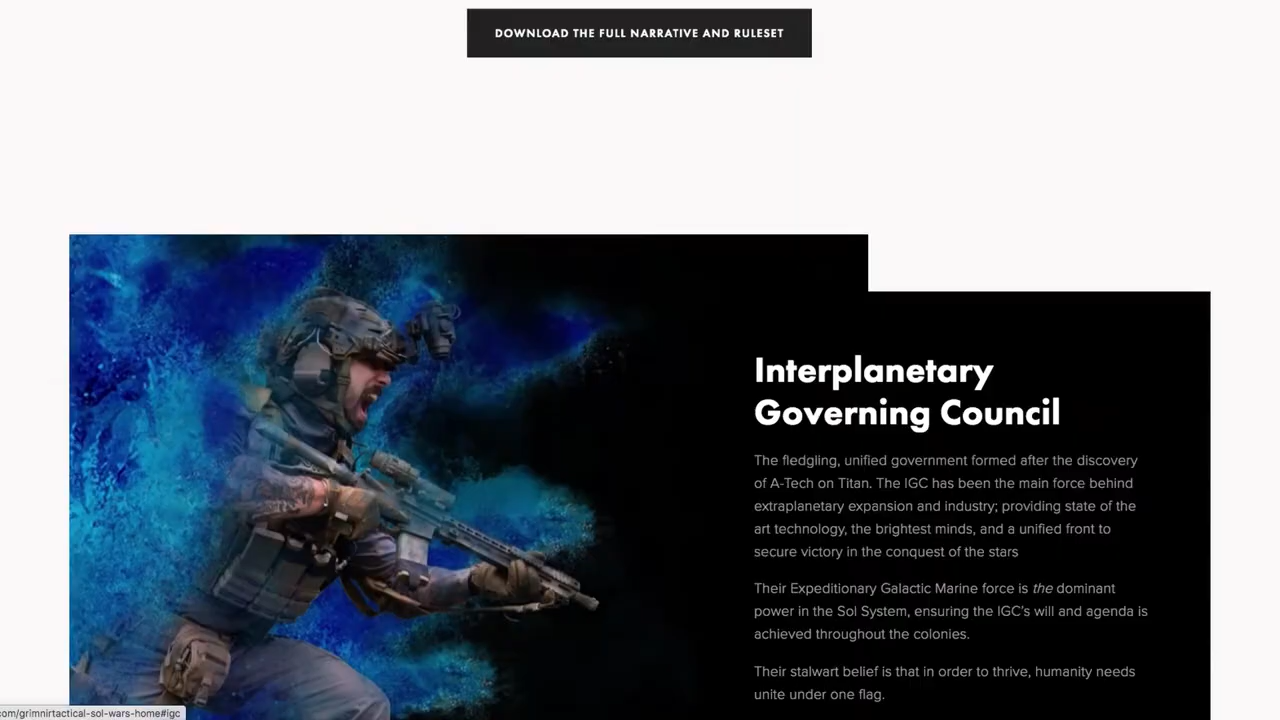 DOWNLOAD THE FULL NARRATIVE AND RULESET
Interplanetary
Governing Council
The fledgling, unified government formed after the discovery
of A-Tech on Titan. The IGC has been the main force behind
extraplanetary expansion and industry; providing state of the
art technology, the brightest minds, and a unified front to
secure victory in the conquest of the stars
Their Expeditionary Galactic Marine force is the dominant
power in the Sol System, ensuring the IGC's will and agenda is
achieved throughout the colonies.
Their stalwart belief is that in order to thrive, humanity needs
unite under one flag.
com/grimnirtactical-sol-wars-home#igc